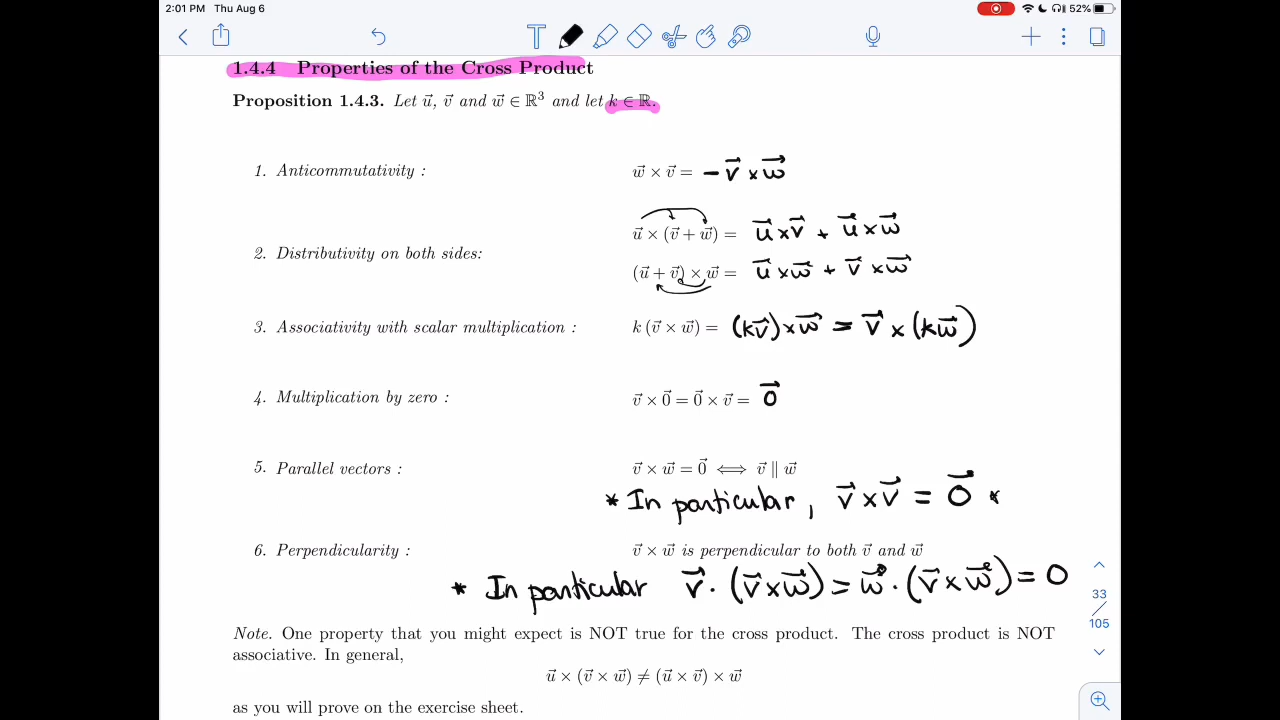 2:01 PM Thu Aug 6 52%
1.4.4 Properties of the Cross Product
Proposition 1.4.3. Let u⃗, v⃗ and w⃗ ∈ ℝ³ and let k ∈ ℝ.
1. Anticommutativity : w⃗ × v⃗ = −v⃗ × w⃗
u⃗ × (v⃗ + w⃗) = u⃗ × v⃗ + u⃗ × w⃗
2. Distributivity on both sides:
(u⃗ + v⃗) × w⃗ = u⃗ × w⃗ + v⃗ × w⃗
3. Associativity with scalar multiplication : k (v⃗ × w⃗) = (kv⃗) × w⃗ = v⃗ × (kw⃗)
4. Multiplication by zero : v⃗ × 0⃗ = 0⃗ × v⃗ = 0⃗
5. Parallel vectors : v⃗ × w⃗ = 0⃗ ⟺ v⃗ ∥ w⃗
* In particular, v⃗ × v⃗ = 0⃗ *
6. Perpendicularity : v⃗ × w⃗ is perpendicular to both v⃗ and w⃗
* In particular v⃗ · (v⃗ × w⃗) = w⃗ · (v⃗ × w⃗) = 0
33
105
Note. One property that you might expect is NOT true for the cross product. The cross product is NOT
associative. In general,
u⃗ × (v⃗ × w⃗) ≠ (u⃗ × v⃗) × w⃗
as you will prove on the exercise sheet.